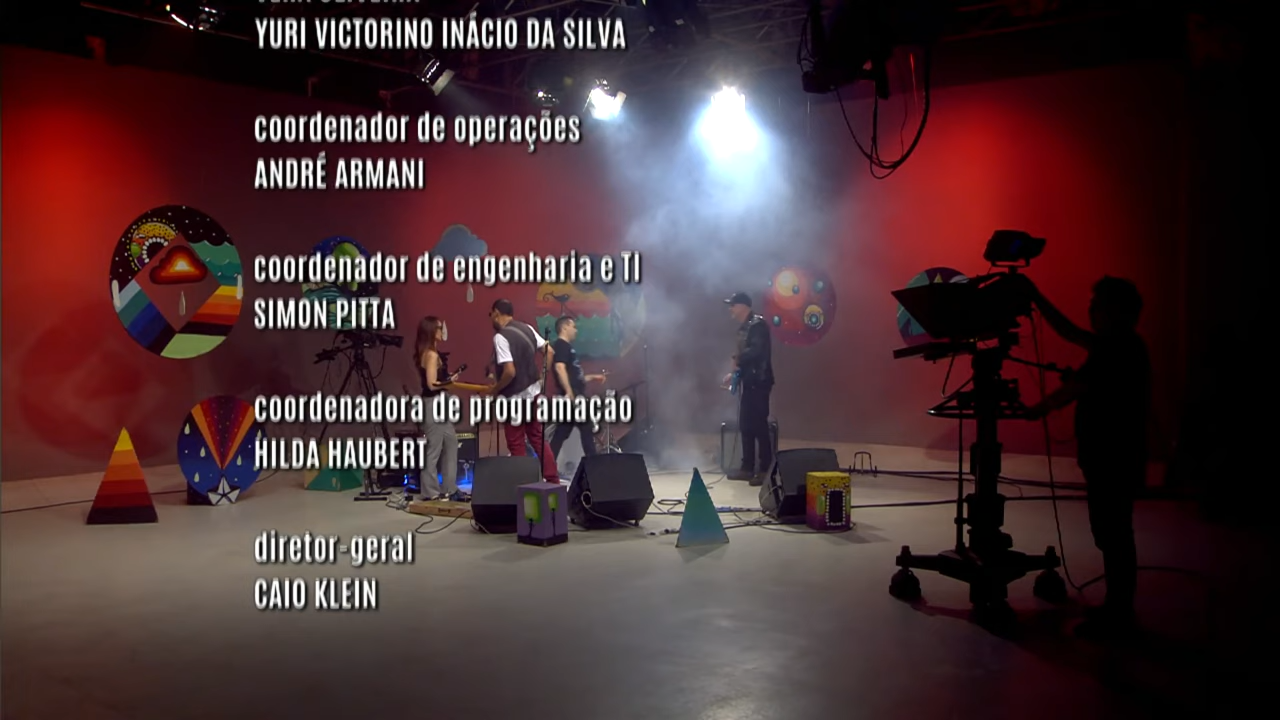 YURI VICTORINO INÁCIO DA SILVA
coordenador de operações
ANDRÉ ARMANI
coordenador de engenharia e TI
SIMON PITTA
coordenadora de programação
HILDA HAUBERT
diretor-geral
CAIO KLEIN